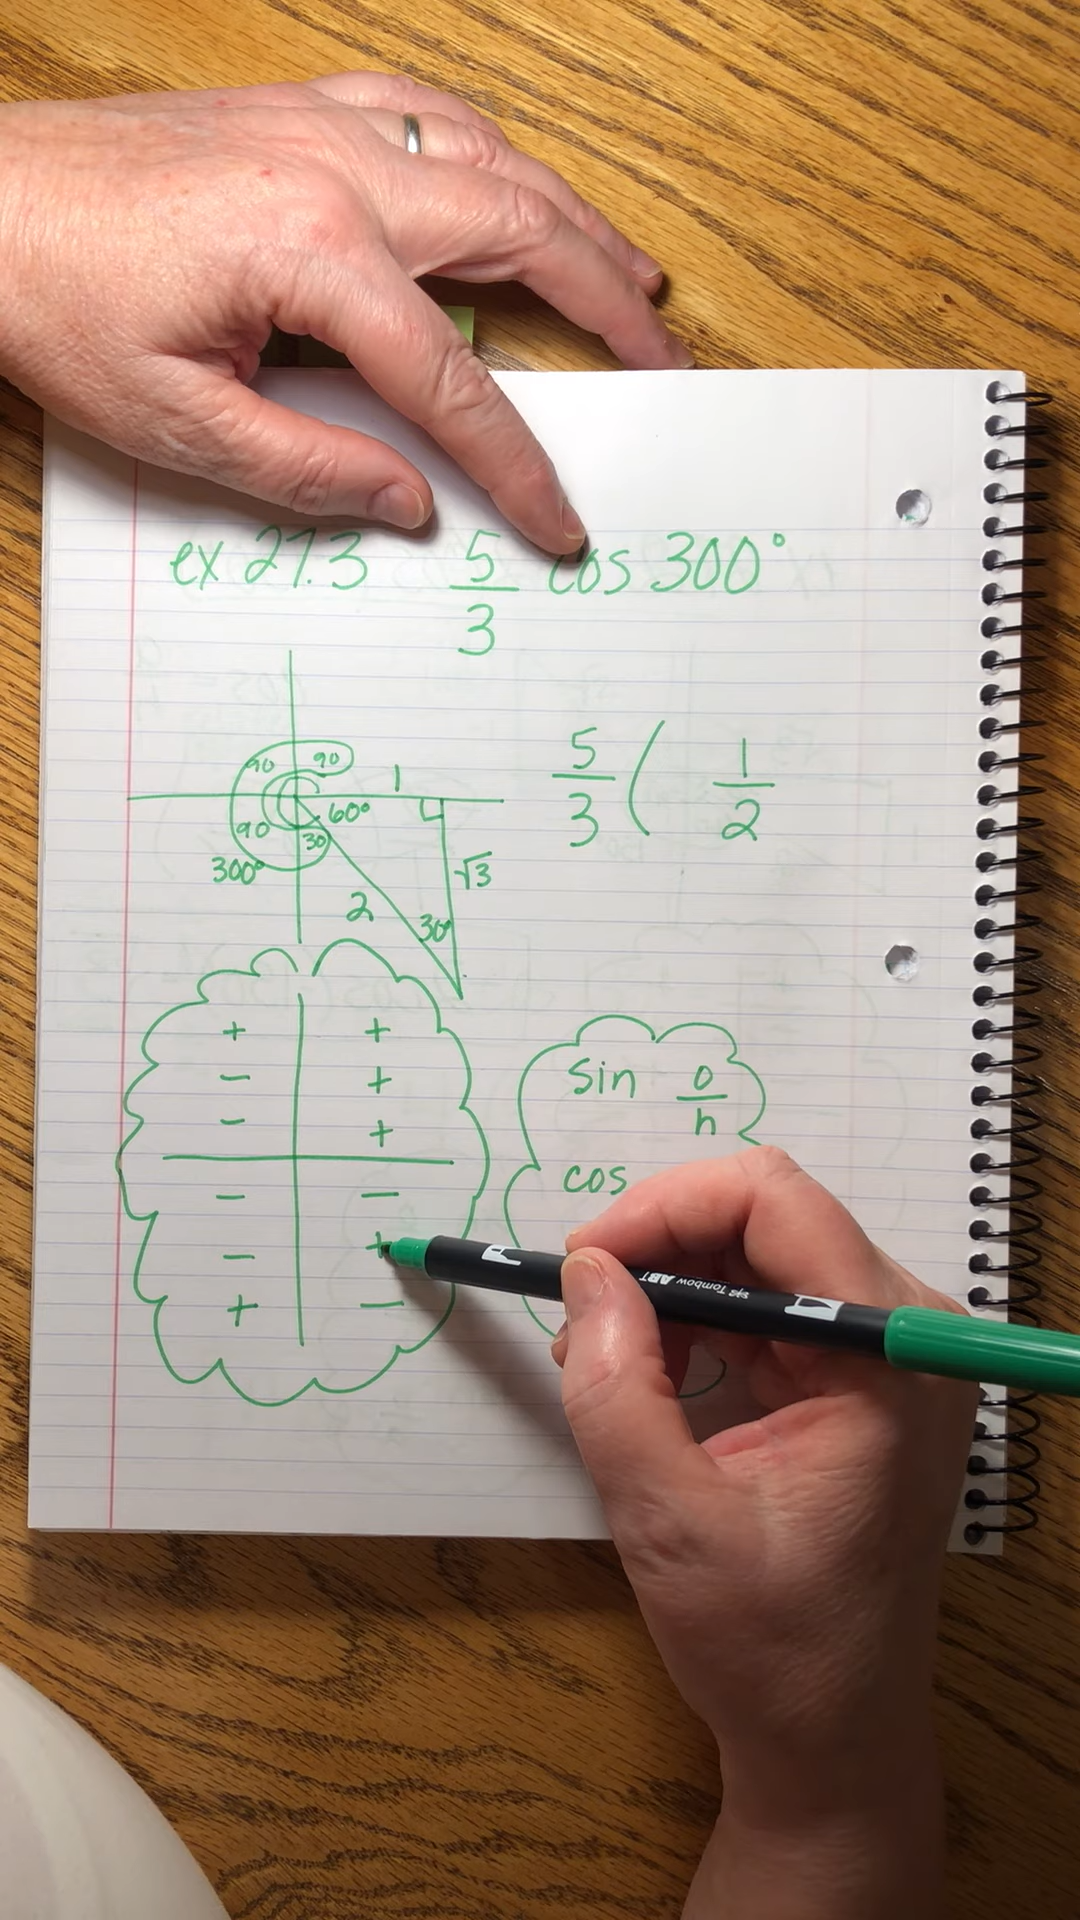 ex 27.3 5/3 cos 300°
90 90 1
60°
90 30
300°
√3
2
30°
5/3 ( 1/2
+ +
− +
− +
− −
− +
+ −
sin o/h
cos
Tombow ABT